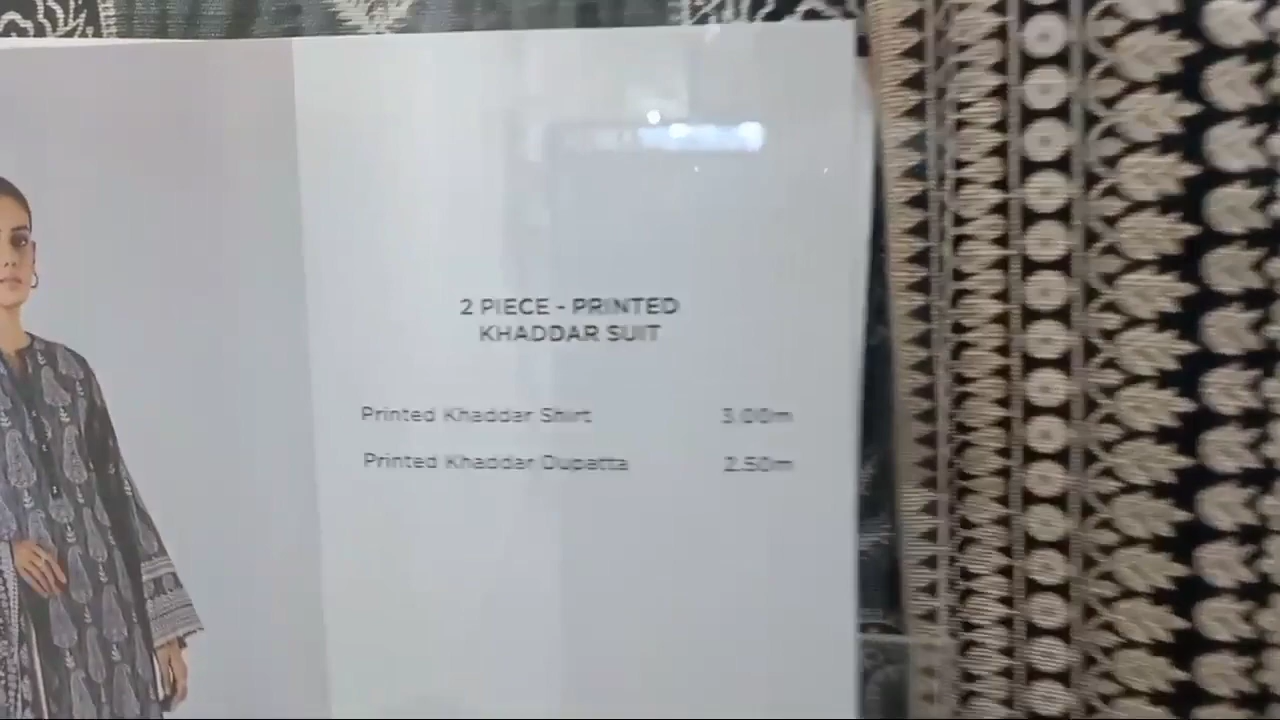 2 PIECE - PRINTED
KHADDAR SUIT
Printed Khaddar Shirt 3.00m
Printed Khaddar Dupatta 2.50m